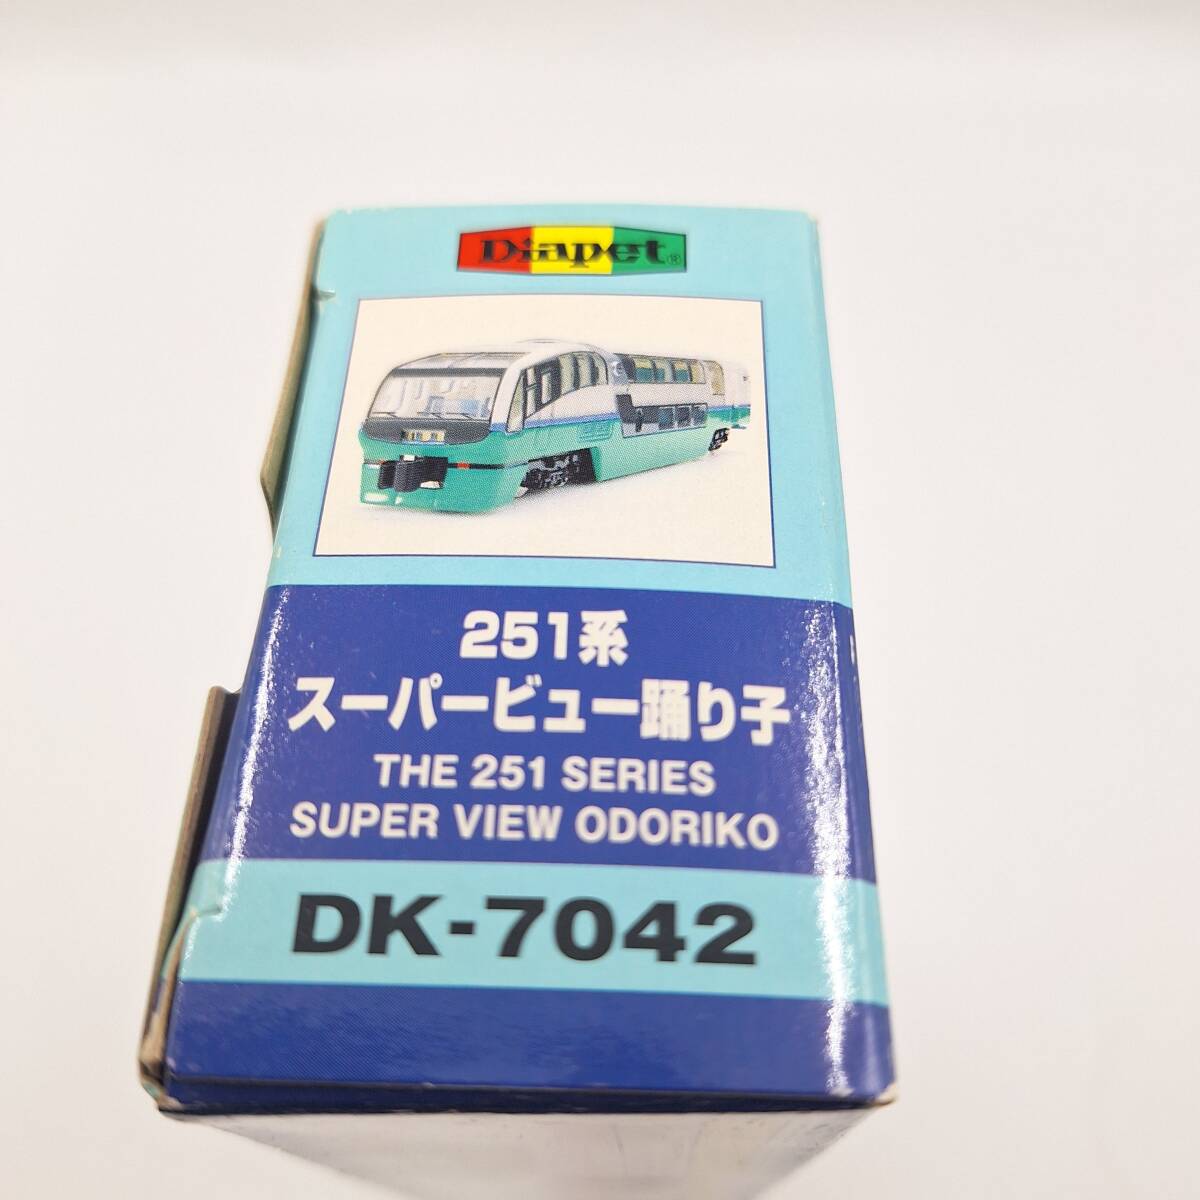 Diapet®
251系
スーパービュー踊り子
THE 251 SERIES
SUPER VIEW ODORIKO
DK-7042